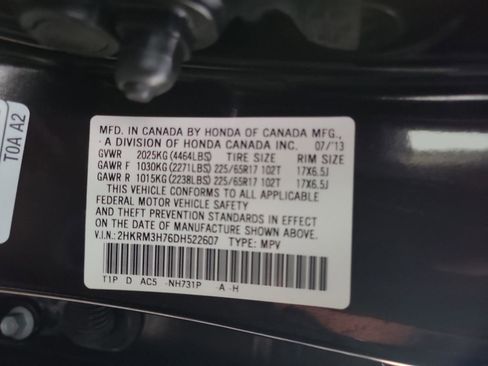 MFD. IN CANADA BY HONDA OF CANADA MFG.,
A DIVISION OF HONDA CANADA INC. 07/'13
GVWR 2025KG(4464LBS) TIRE SIZE RIM SIZE
GAWR F 1030KG(2271LBS) 225/65R17 102T 17X6.5J
GAWR R 1015KG(2238LBS) 225/65R17 102T 17X6.5J
THIS VEHICLE CONFORMS TO ALL APPLICABLE
FEDERAL MOTOR VEHICLE SAFETY
AND THEFT PREVENTION STANDARDS IN EFFECT
ON THE DATE OF MANUFACTURE SHOWN ABOVE.
V.I.N.:2HKRM3H76DH522607 TYPE: MPV
T1P D AC5 -NH731P A -H
T0A A2